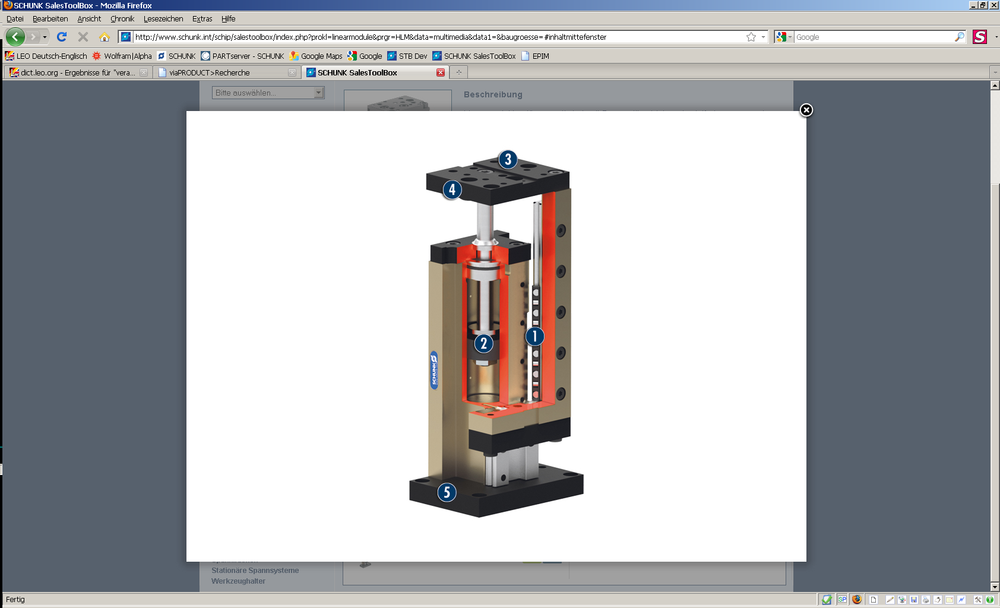 SCHUNK SalesToolBox - Mozilla Firefox
Datei Bearbeiten Ansicht Chronik Lesezeichen Extras Hilfe
http://www.schunk.int/schip/salestoolbox/index.php?prokl=linearmodule&prgr=HLM&data=multimedia&data1=&baugroesse=#inhaltmittefenster
Google
S
LEO Deutsch-Englisch Wolfram|Alpha SCHUNK PARTserver - SCHUNK Google Maps Google STB Dev SCHUNK SalesToolBox EPIM
dict.leo.org - Ergebnisse für "vera... viaPRODUCT>Recherche SCHUNK SalesToolBox
Bitte auswählen...
Beschreibung
3
4
1
2
SCHUNK
5
Stationäre Spannsysteme
Werkzeughalter
Fertig
SP